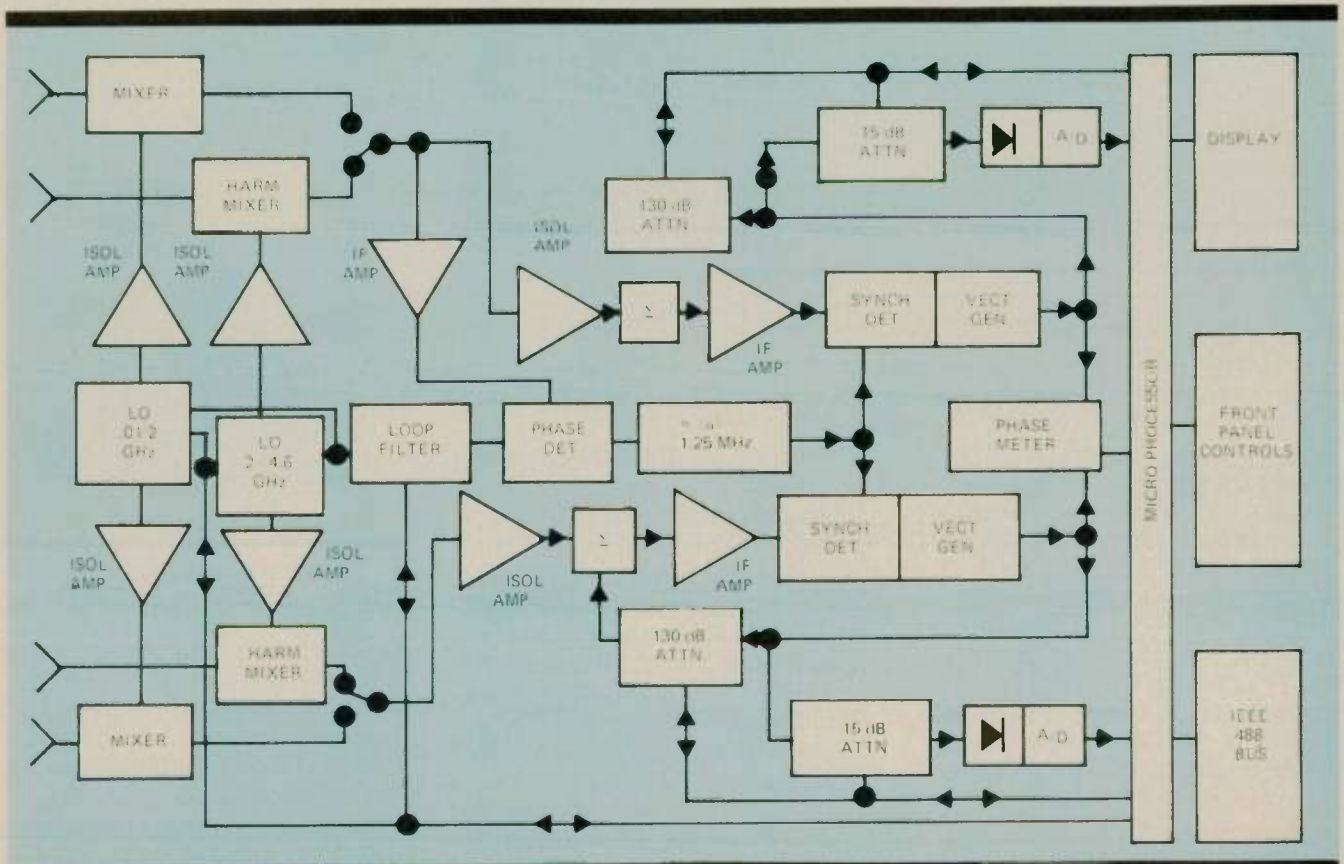 MIXER
HARM
MIXER
ISOL
AMP
ISOL
AMP
IF
AMP
ISOL
AMP
130 dB
ATTN
15 dB
ATTN
A/D
DISPLAY
Σ
IF
AMP
SYNCH
DET
VECT
GEN
LO
.01-2
GHz
LO
2-4.6
GHz
LOOP
FILTER
PHASE
DET
1.25 MHz
PHASE
METER
MICRO PROCESSOR
FRONT
PANEL
CONTROLS
ISOL
AMP
ISOL
AMP
ISOL
AMP
Σ
IF
AMP
SYNCH
DET
VECT
GEN
HARM
MIXER
MIXER
130 dB
ATTN.
15 dB
ATTN
A/D
IEEE
488
BUS